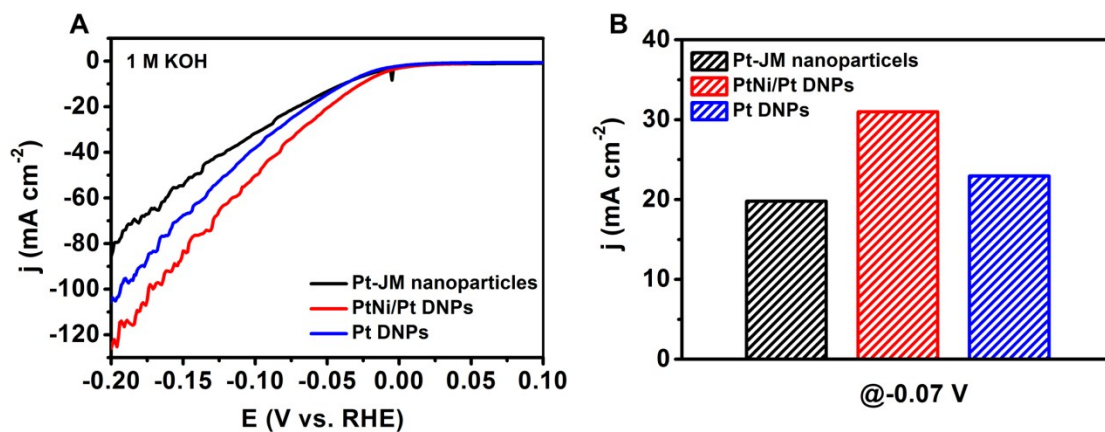 A
1 M KOH
0
-20
-40
-60
-80
-100
-120
j (mA cm⁻²)
Pt-JM nanoparticles
PtNi/Pt DNPs
Pt DNPs
-0.20 -0.15 -0.10 -0.05 0.00 0.05 0.10
E (V vs. RHE)
B
40
30
20
10
0
j (mA cm⁻²)
Pt-JM nanoparticels
PtNi/Pt DNPs
Pt DNPs
@-0.07 V